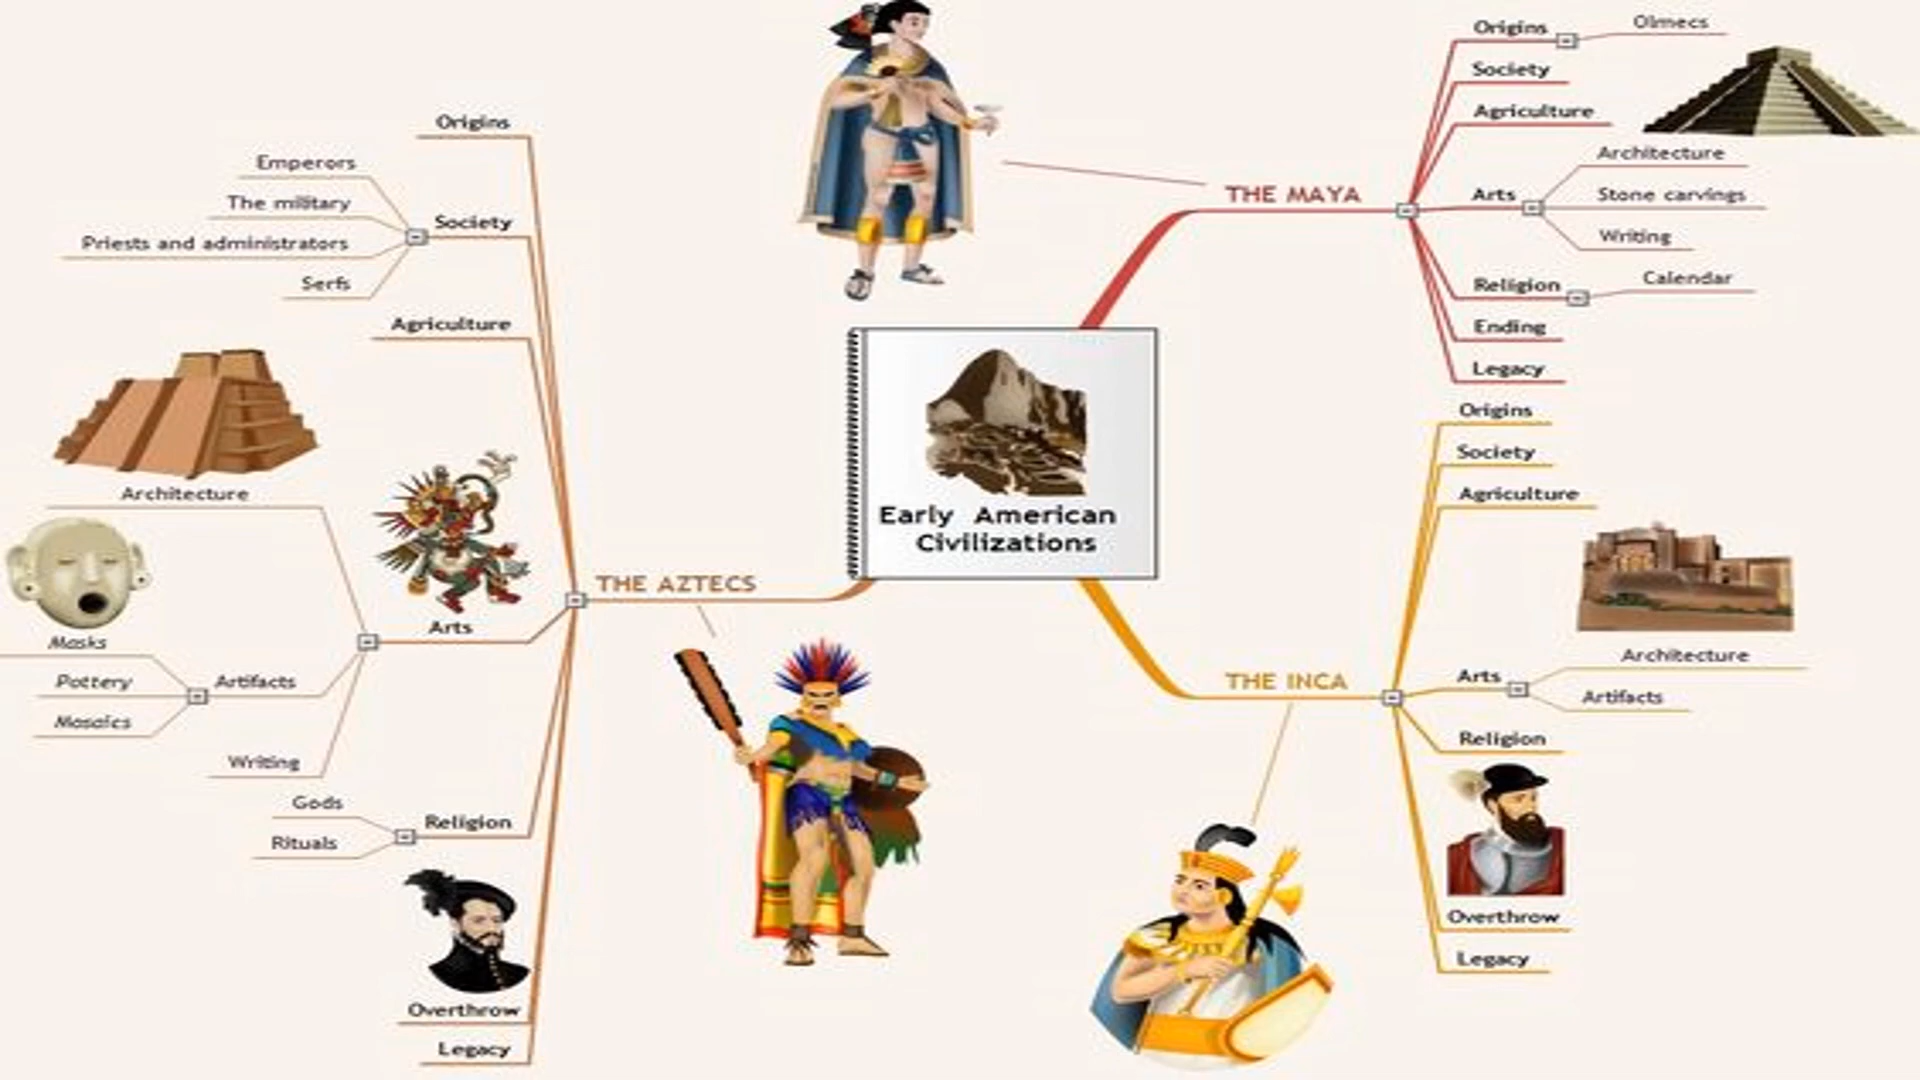 Early American
Civilizations
THE MAYA
Origins
Olmecs
Society
Agriculture
Arts
Architecture
Stone carvings
Writing
Religion
Calendar
Ending
Legacy
THE INCA
Origins
Society
Agriculture
Arts
Architecture
Artifacts
Religion
Overthrow
Legacy
THE AZTECS
Origins
Society
Emperors
The military
Priests and administrators
Serfs
Agriculture
Arts
Architecture
Artifacts
Masks
Pottery
Mosaics
Writing
Religion
Gods
Rituals
Overthrow
Legacy